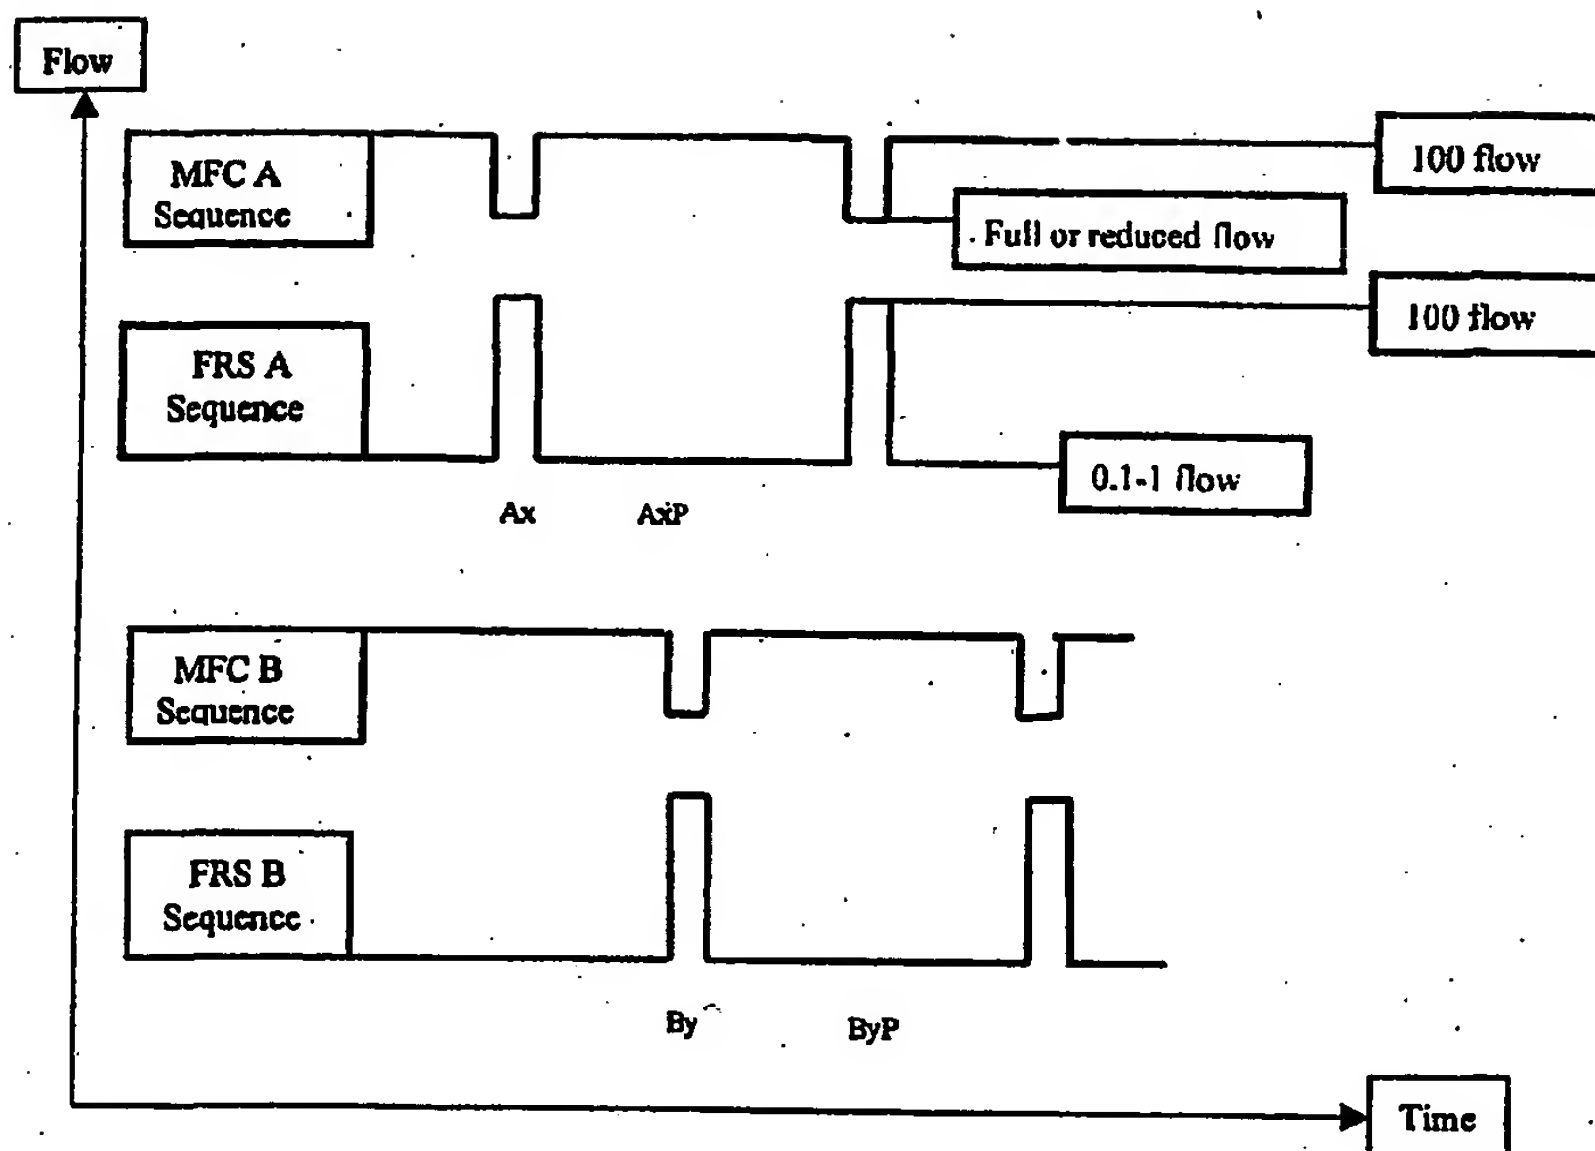 Flow
MFC A
Sequence
100 flow
Full or reduced flow
100 flow
FRS A
Sequence
0.1-1 flow
Ax
AxP
MFC B
Sequence
FRS B
Sequence
By
ByP
Time